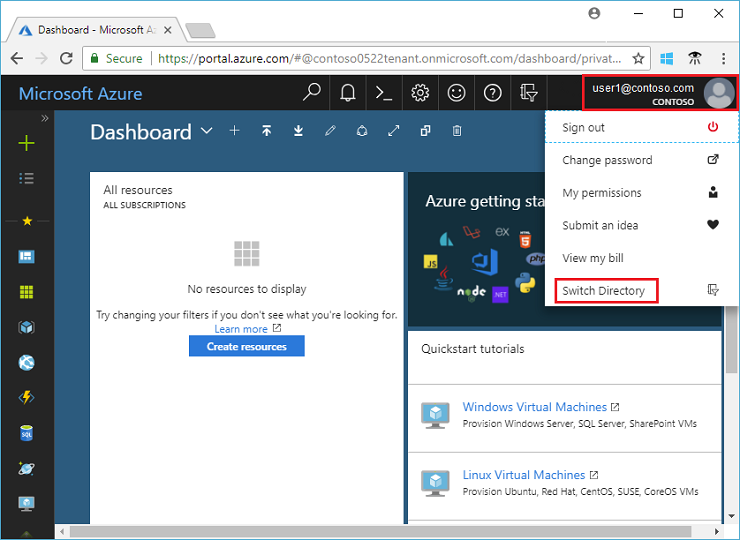 Dashboard - Microsoft Az
Secure
https://portal.azure.com/#@contoso0522tenant.onmicrosoft.com/dashboard/privat...
Microsoft Azure
user1@contoso.com
CONTOSO
Dashboard
Sign out
Change password
My permissions
Submit an idea
View my bill
Switch Directory
All resources
ALL SUBSCRIPTIONS
No resources to display
Try changing your filters if you don't see what you're looking for.
Learn more
Create resources
Azure getting sta
ex
JS
php
node
.NET
Quickstart tutorials
Windows Virtual Machines
Provision Windows Server, SQL Server, SharePoint VMs
Linux Virtual Machines
Provision Ubuntu, Red Hat, CentOS, SUSE, CoreOS VMs
SQL